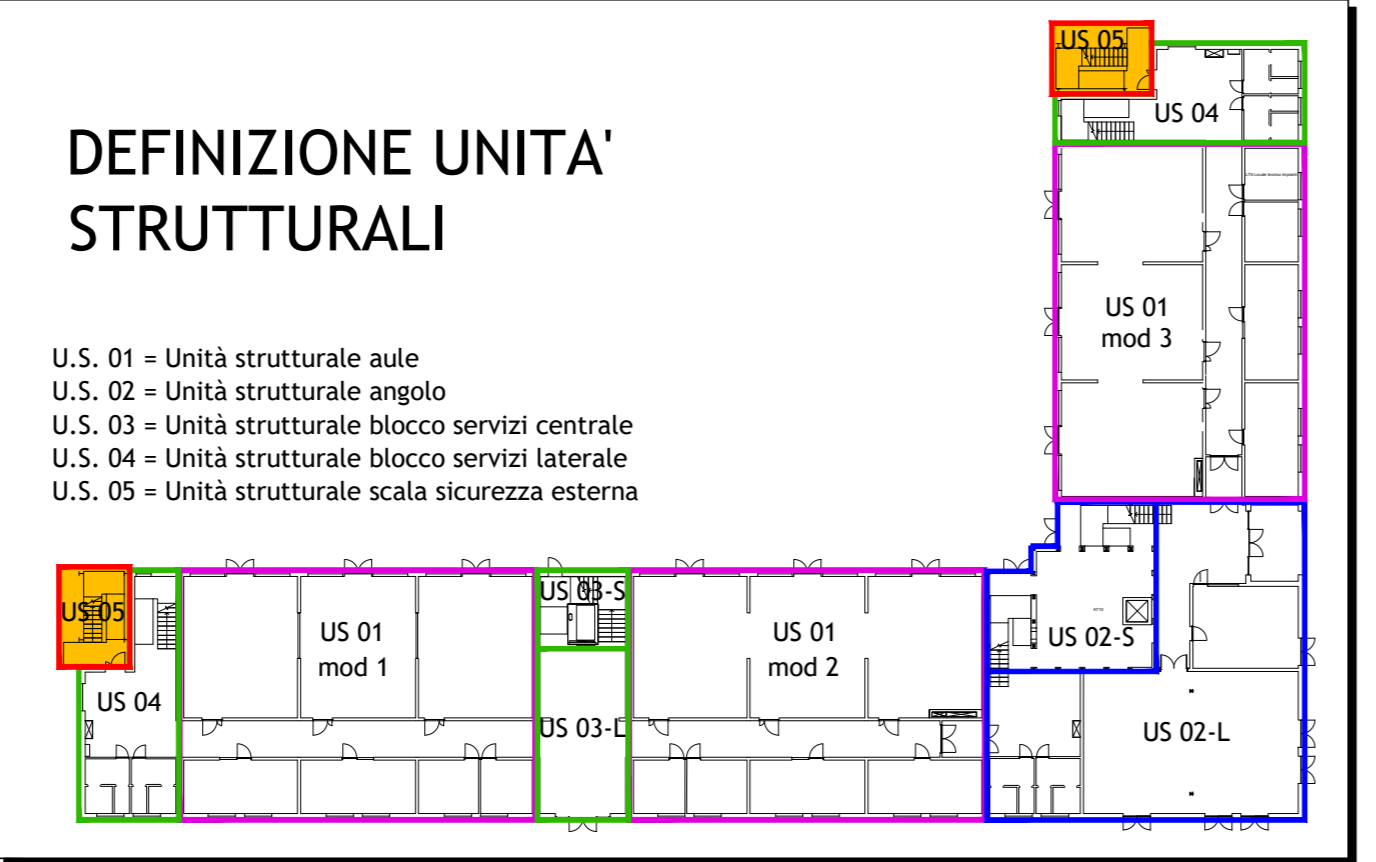 DEFINIZIONE UNITA'
STRUTTURALI
U.S. 01 = Unità strutturale aule
U.S. 02 = Unità strutturale angolo
U.S. 03 = Unità strutturale blocco servizi centrale
U.S. 04 = Unità strutturale blocco servizi laterale
U.S. 05 = Unità strutturale scala sicurezza esterna
US 05
US 04
US 01
mod 3
US 05
US 04
US 01
mod 1
US 03-S
US 03-L
US 01
mod 2
US 02-S
US 02-L